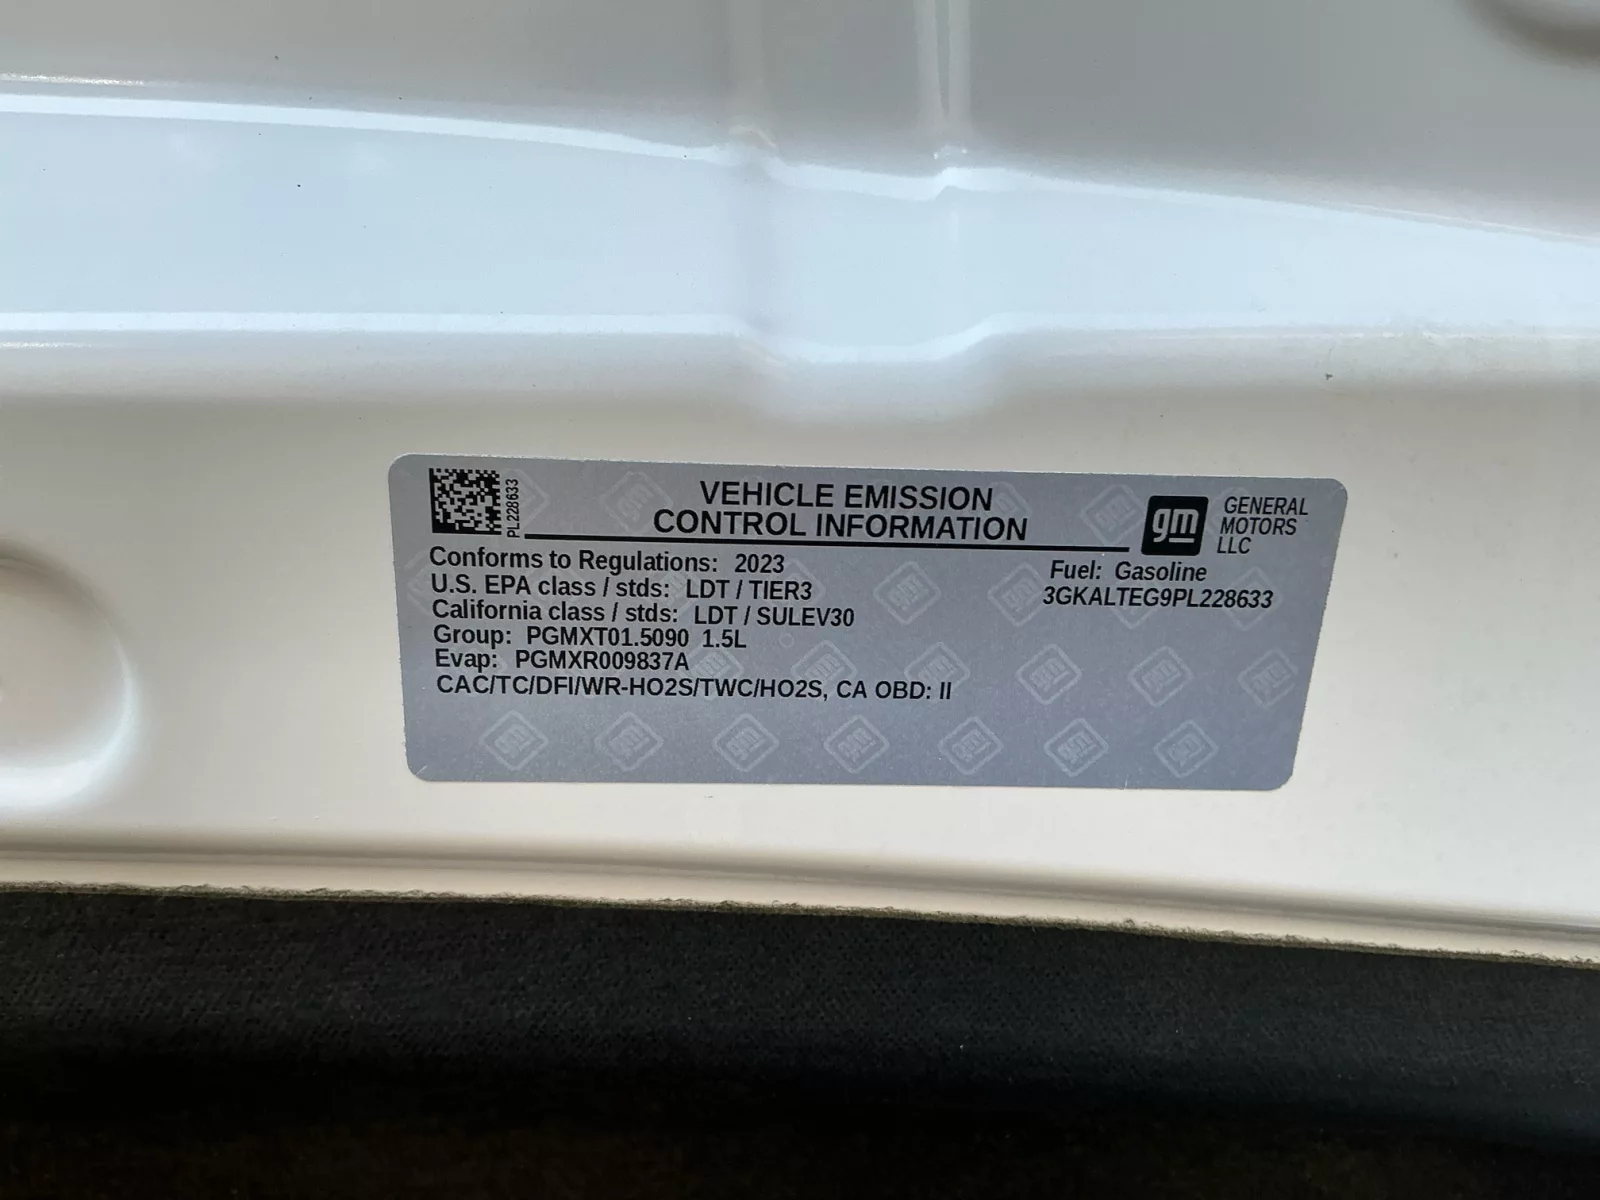 PL228633
VEHICLE EMISSION
CONTROL INFORMATION
gm
GENERAL
MOTORS
LLC
Conforms to Regulations: 2023
U.S. EPA class / stds: LDT / TIER3
California class / stds: LDT / SULEV30
Group: PGMXT01.5090 1.5L
Evap: PGMXR009837A
CAC/TC/DFI/WR-HO2S/TWC/HO2S, CA OBD: II
Fuel: Gasoline
3GKALTEG9PL228633